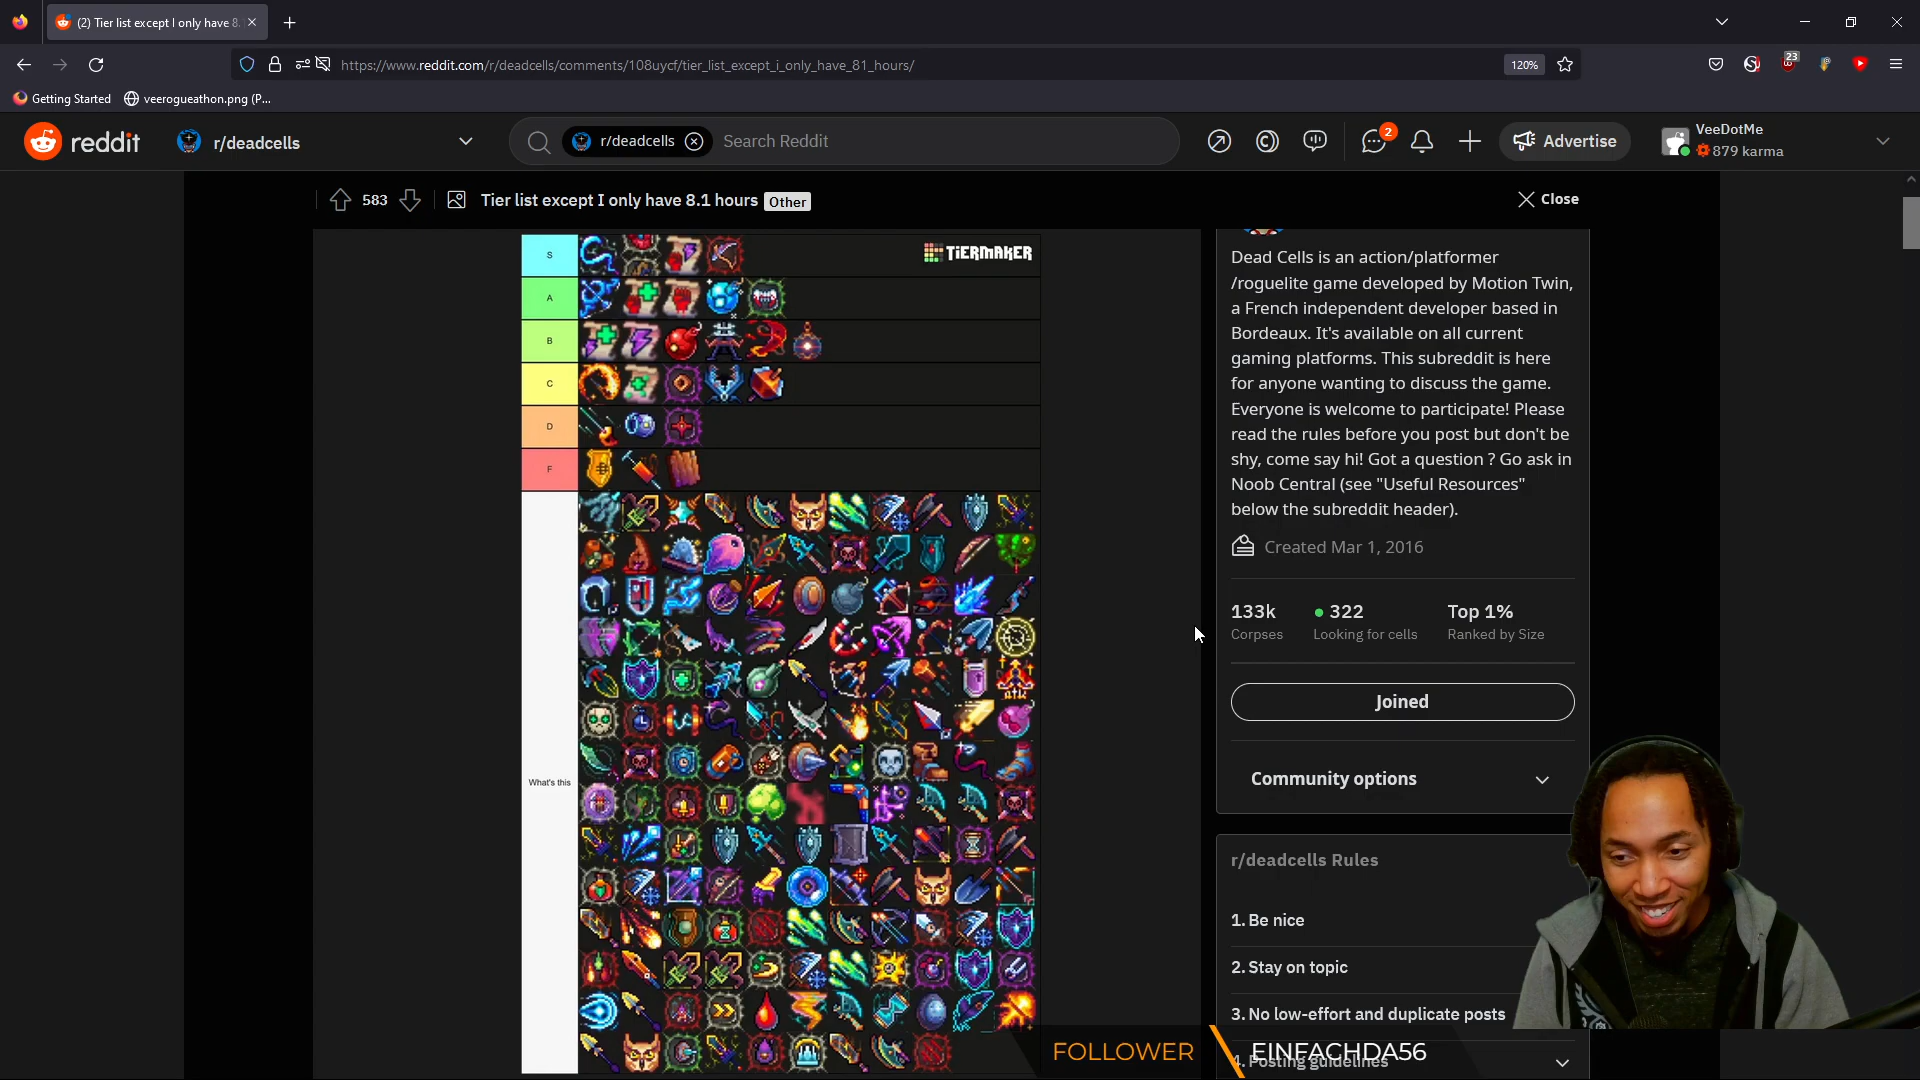 (2) Tier list except I only have 8.
https://www.reddit.com/r/deadcells/comments/108uycf/tier_list_except_i_only_have_81_hours/
120%
23
Getting Started
veerogueathon.png (P...
reddit
r/deadcells
r/deadcells
Search Reddit
2
Advertise
VeeDotMe
879 karma
583
Tier list except I only have 8.1 hours
Other
Close
S
TIERMAKER
A
B
C
D
F
What's this
Dead Cells is an action/platformer
/roguelite game developed by Motion Twin,
a French independent developer based in
Bordeaux. It's available on all current
gaming platforms. This subreddit is here
for anyone wanting to discuss the game.
Everyone is welcome to participate! Please
read the rules before you post but don't be
shy, come say hi! Got a question ? Go ask in
Noob Central (see "Useful Resources"
below the subreddit header).
Created Mar 1, 2016
133k
322
Top 1%
Corpses
Looking for cells
Ranked by Size
Joined
Community options
r/deadcells Rules
1. Be nice
2. Stay on topic
3. No low-effort and duplicate posts
4. Posting guidelines
FOLLOWER
EINFACHDA56